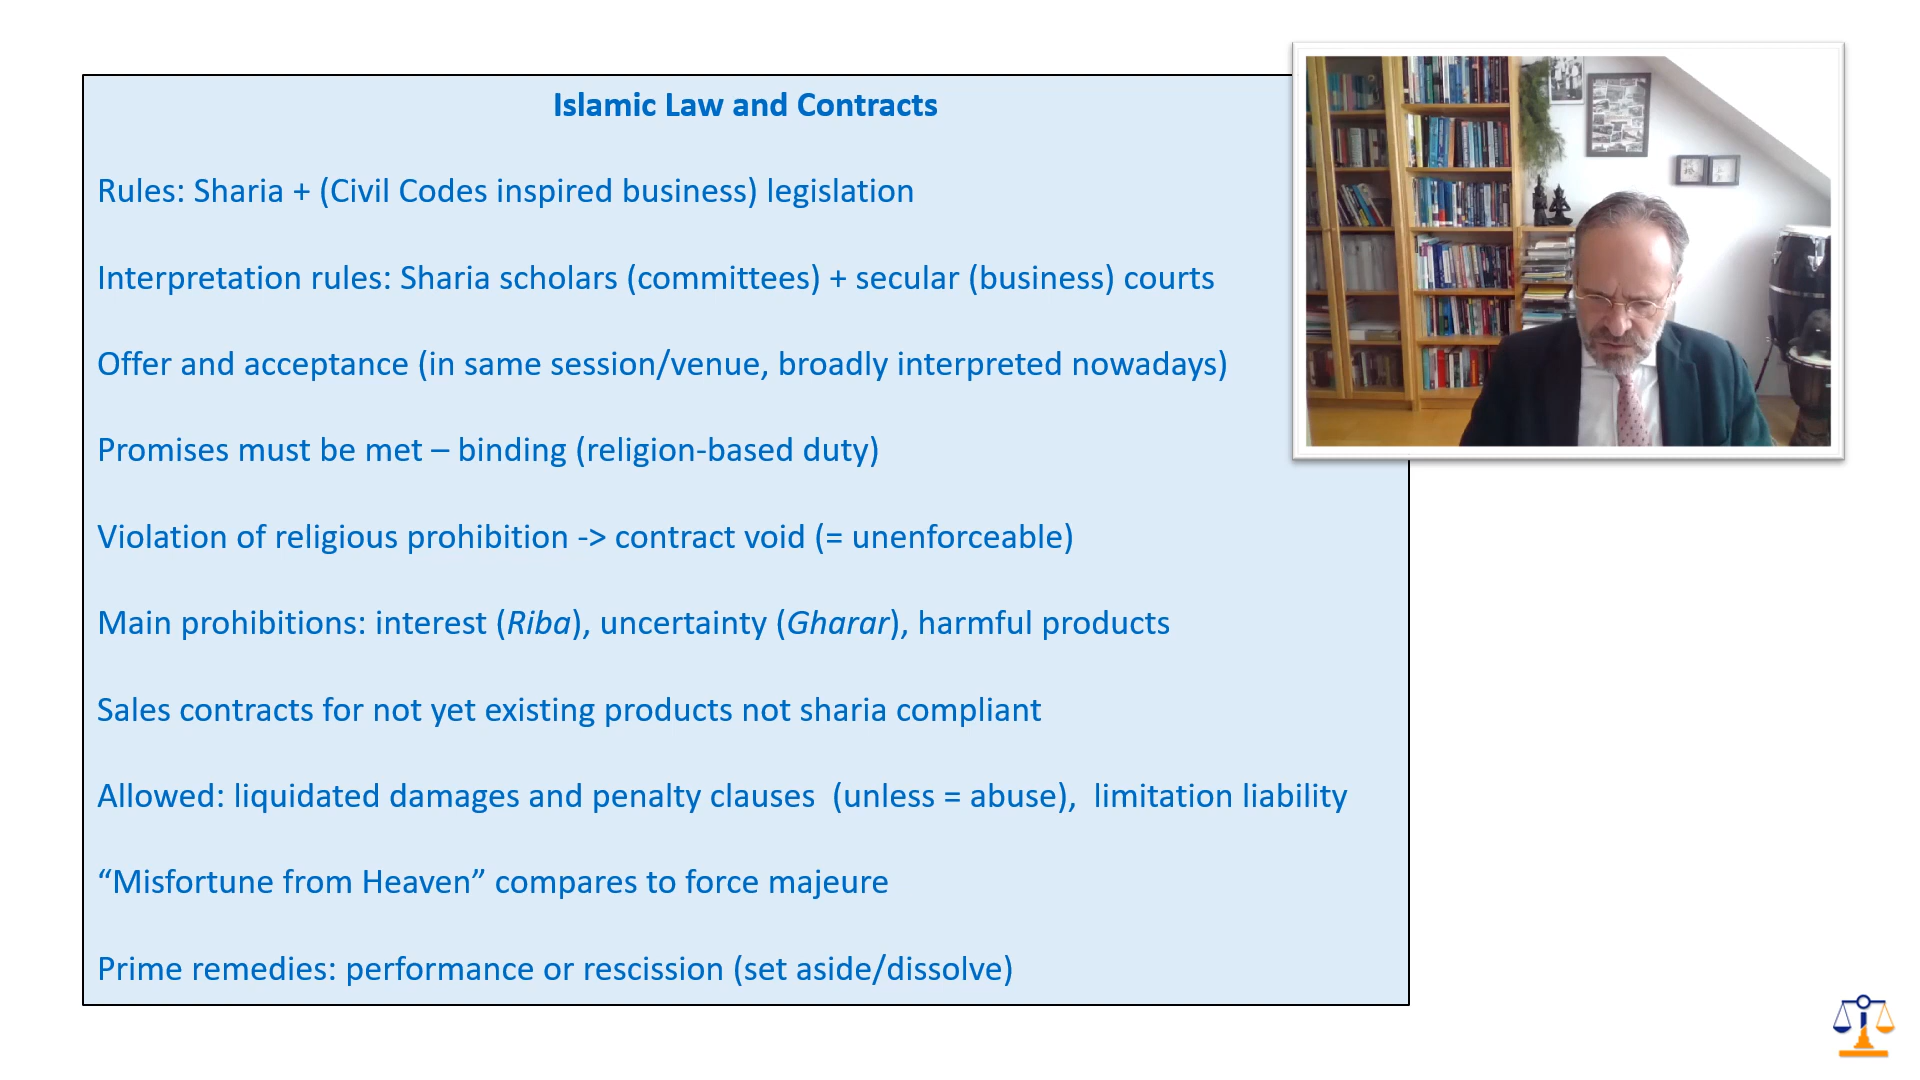 Islamic Law and Contracts
Rules: Sharia + (Civil Codes inspired business) legislation
Interpretation rules: Sharia scholars (committees) + secular (business) courts
Offer and acceptance (in same session/venue, broadly interpreted nowadays)
Promises must be met – binding (religion-based duty)
Violation of religious prohibition -> contract void (= unenforceable)
Main prohibitions: interest (Riba), uncertainty (Gharar), harmful products
Sales contracts for not yet existing products not sharia compliant
Allowed: liquidated damages and penalty clauses  (unless = abuse),  limitation liability
“Misfortune from Heaven” compares to force majeure
Prime remedies: performance or rescission (set aside/dissolve)